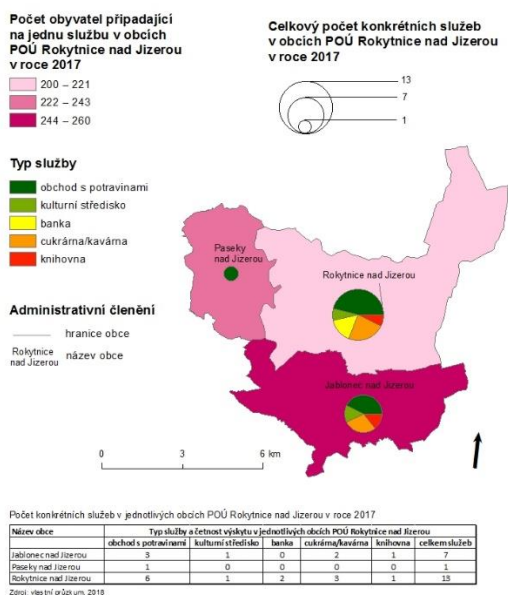 Počet obyvatel připadající
na jednu službu v obcích
POÚ Rokytnice nad Jizerou
v roce 2017
200 – 221
222 – 243
244 – 260
Celkový počet konkrétních služeb
v obcích POÚ Rokytnice nad Jizerou
v roce 2017
13
7
1
Typ služby
obchod s potravinami
kulturní středisko
banka
cukrárna/kavárna
knihovna
Administrativní členění
hranice obce
Rokytnice
nad Jizerou
název obce
Paseky
nad Jizerou
Rokytnice nad Jizerou
Jablonec nad Jizerou
0 3 6 km
Počet konkrétních služeb v jednotlivých obcích POÚ Rokytnice nad Jizerou v roce 2017
Název obce Typ služby a četnost výskytu v jednotlivých obcích POÚ Rokytnice nad Jizerou
obchod s potravinami kulturní středisko banka cukrárna/kavárna knihovna celkem služeb
Jablonec nad Jizerou 3 1 0 2 1 7
Paseky nad Jizerou 1 0 0 0 0 1
Rokytnice nad Jizerou 6 1 2 3 1 13
Zdroj: vlastní průzkum, 2018